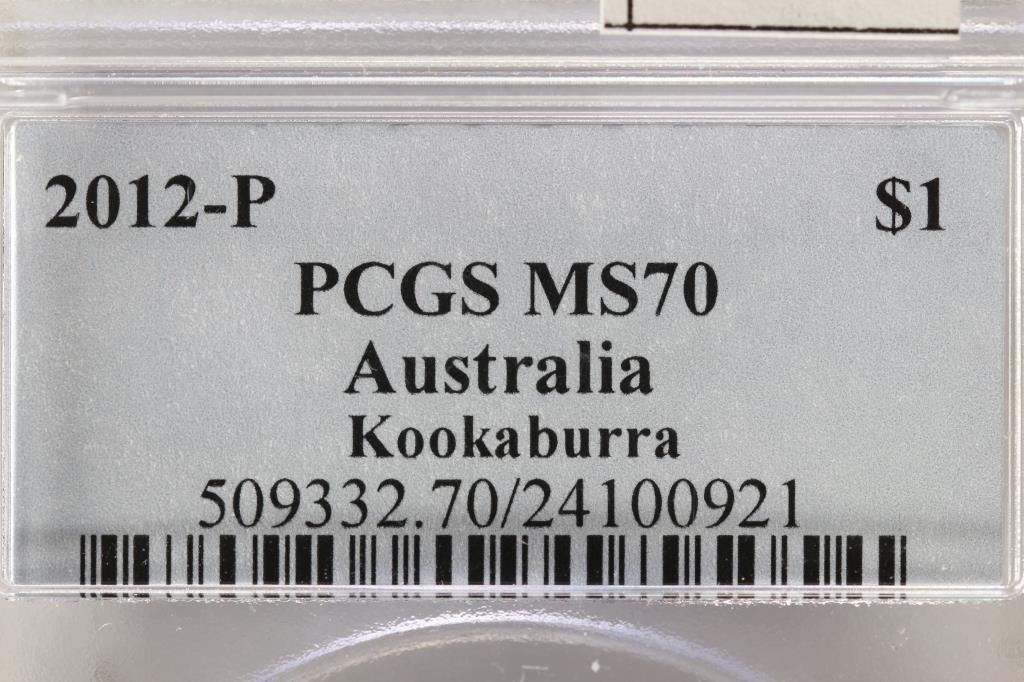 2012-P $1
PCGS MS70
Australia
Kookaburra
509332.70/24100921